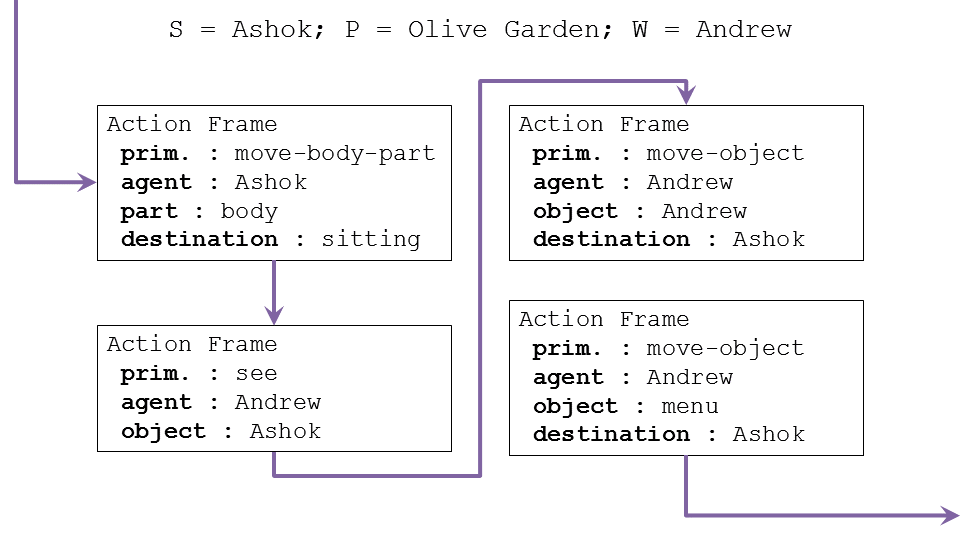 S = Ashok; P = Olive Garden; W = Andrew
Action Frame
prim. : move-body-part
agent : Ashok
part : body
destination : sitting
Action Frame
prim. : see
agent : Andrew
object : Ashok
Action Frame
prim. : move-object
agent : Andrew
object : Andrew
destination : Ashok
Action Frame
prim. : move-object
agent : Andrew
object : menu
destination : Ashok